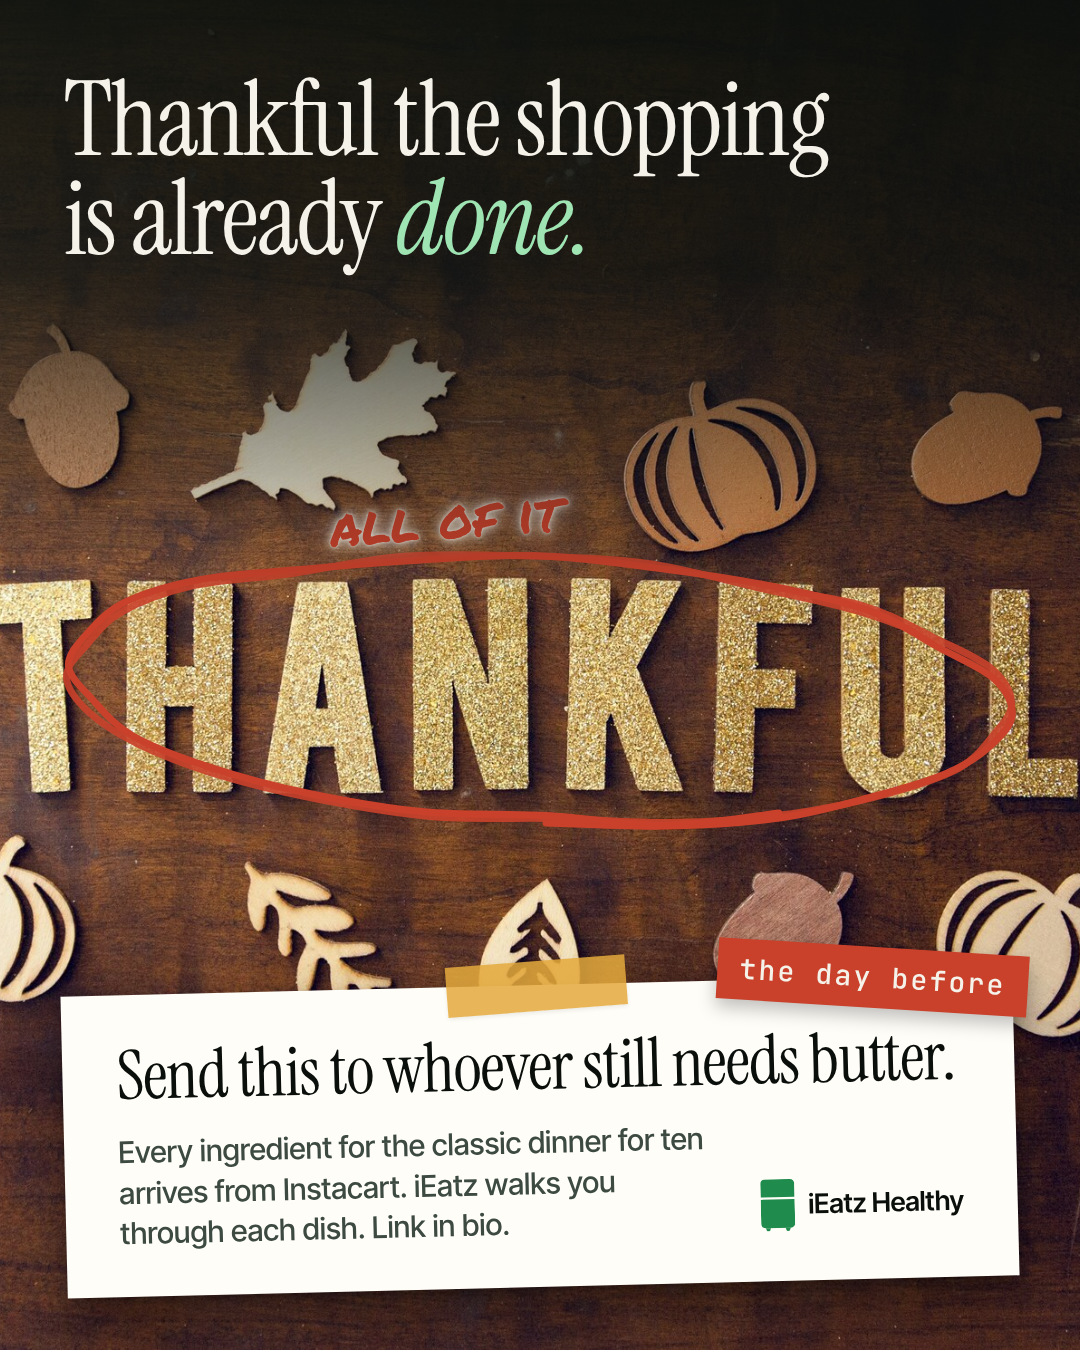 Thankful the shopping
is already done.
ALL OF IT
THANKFUL
the day before
Send this to whoever still needs butter.
Every ingredient for the classic dinner for ten
arrives from Instacart. iEatz walks you
through each dish. Link in bio.
iEatz Healthy